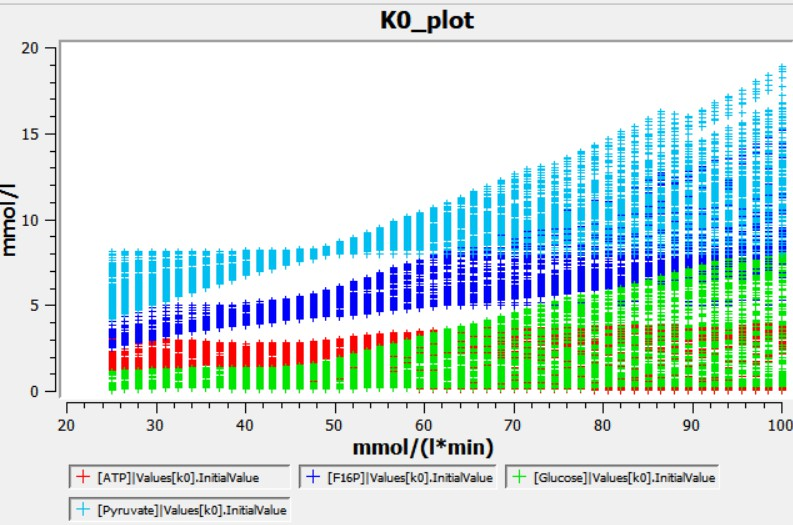 K0_plot
20
15
10
5
0
mmol/l
20 30 40 50 60 70 80 90 100
mmol/(l*min)
[ATP]|Values[k0].InitialValue [F16P]|Values[k0].InitialValue [Glucose]|Values[k0].InitialValue
[Pyruvate]|Values[k0].InitialValue